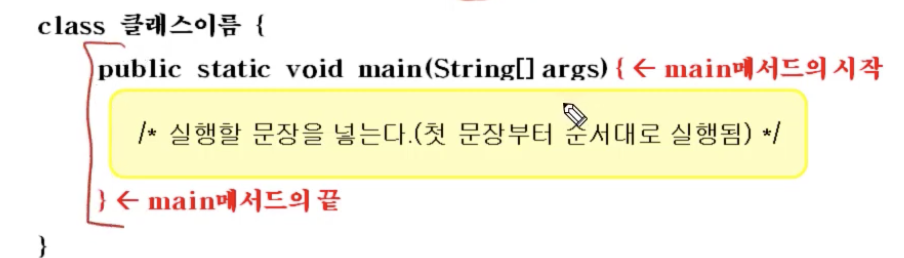 class 클래스이름 {
public static void main(String[] args) { ← main메서드의 시작
/* 실행할 문장을 넣는다.(첫 문장부터 순서대로 실행됨) */
} ← main메서드의 끝
}